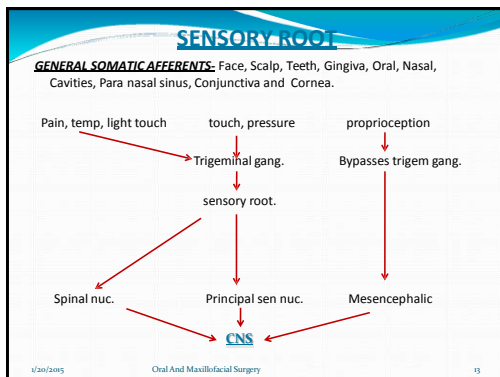 SENSORY ROOT
GENERAL SOMATIC AFFERENTS- Face, Scalp, Teeth, Gingiva, Oral, Nasal,
Cavities, Para nasal sinus, Conjunctiva and Cornea.
Pain, temp, light touch touch, pressure proprioception
Trigeminal gang. Bypasses trigem gang.
sensory root.
Spinal nuc. Principal sen nuc. Mesencephalic
CNS
1/20/2015 Oral And Maxillofacial Surgery 13